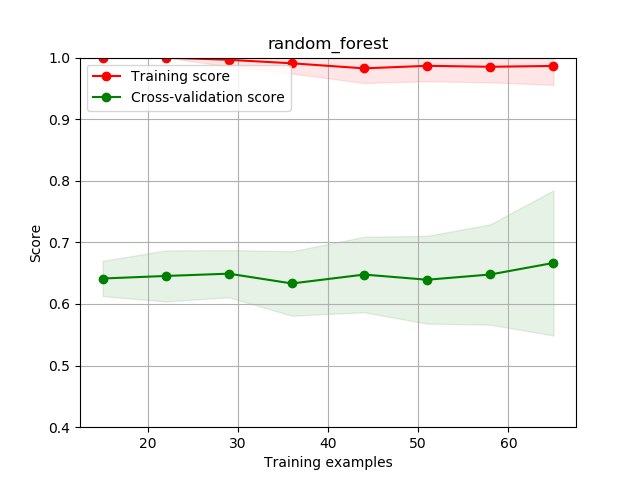 random_forest
1.0
Training score
Cross-validation score
0.9
0.8
0.7
0.6
0.5
0.4
Score
20 30 40 50 60
Training examples